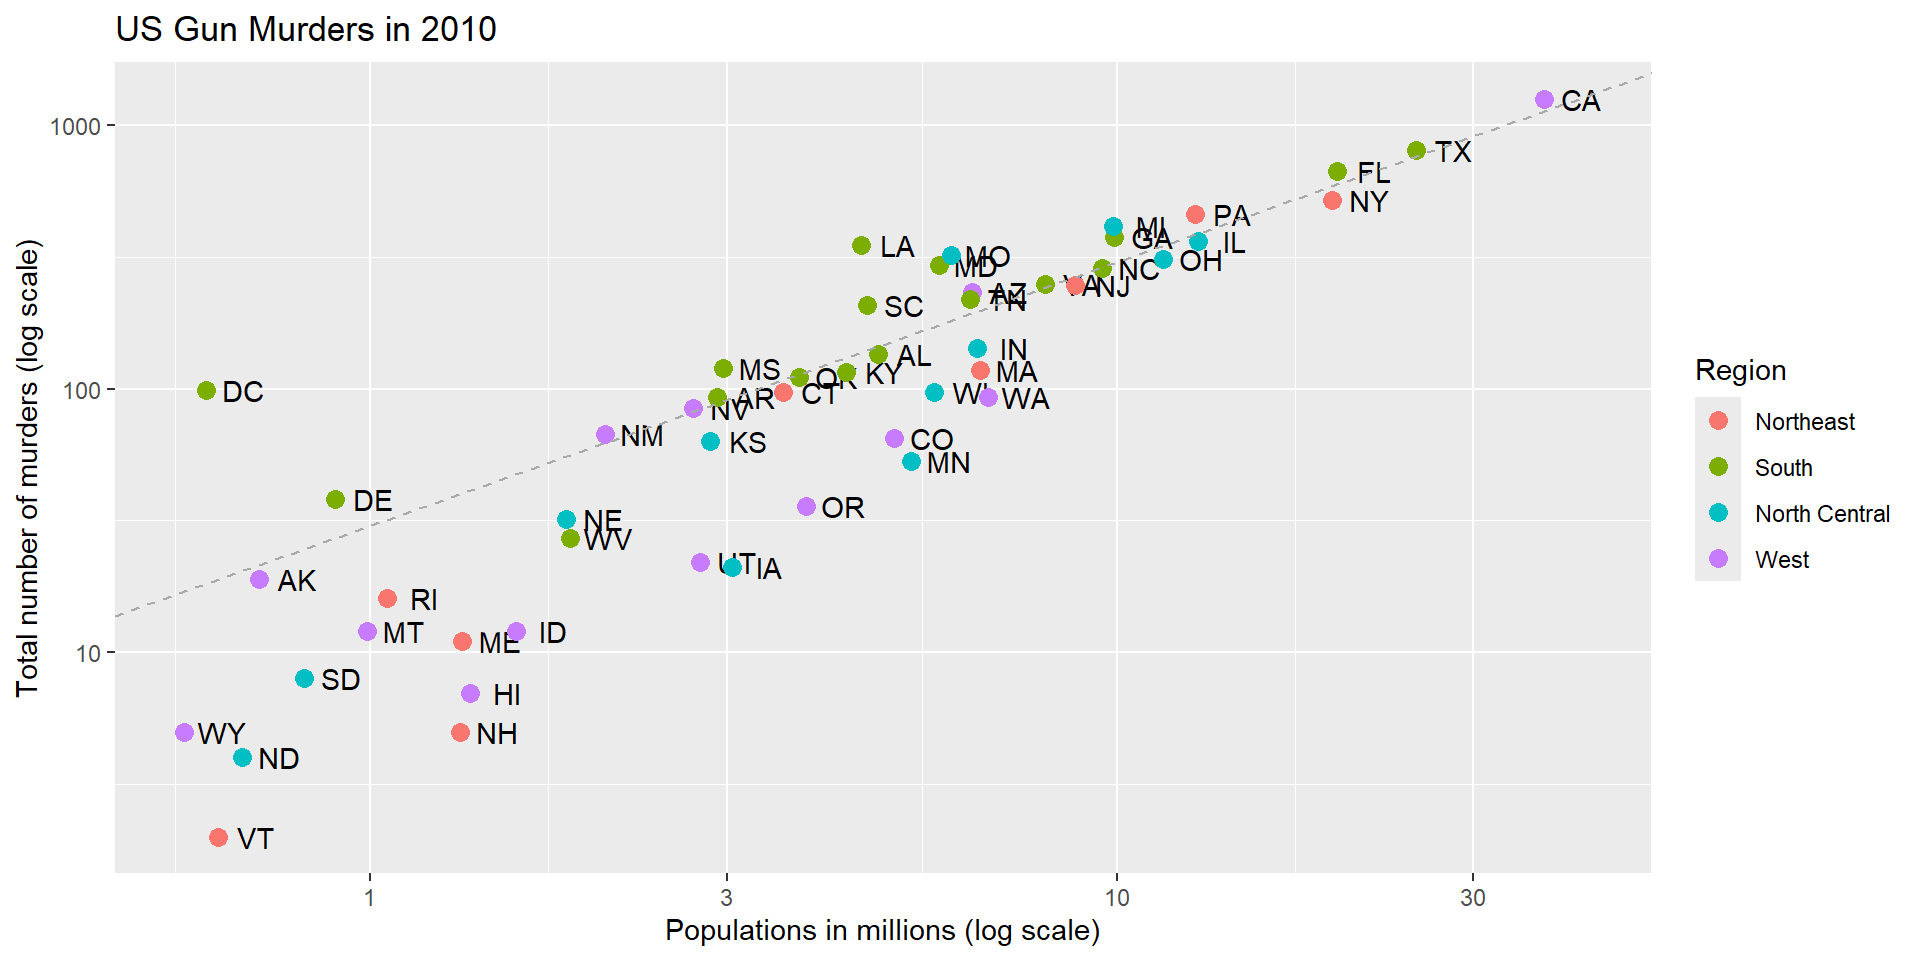 US Gun Murders in 2010
Total number of murders (log scale)
1000
100
10
CA
TX
FL
NY
PA
MI
GA
IL
OH
LA
MO
MD
NC
VA
NJ
AZ
TN
SC
IN
AL
MA
MS
KY
OK
CT
WI
WA
AR
NV
DC
NM
KS
CO
MN
DE
OR
NE
WV
UT
IA
AK
RI
MT
ME
ID
SD
HI
WY
NH
ND
VT
1
3
10
30
Populations in millions (log scale)
Region
Northeast
South
North Central
West